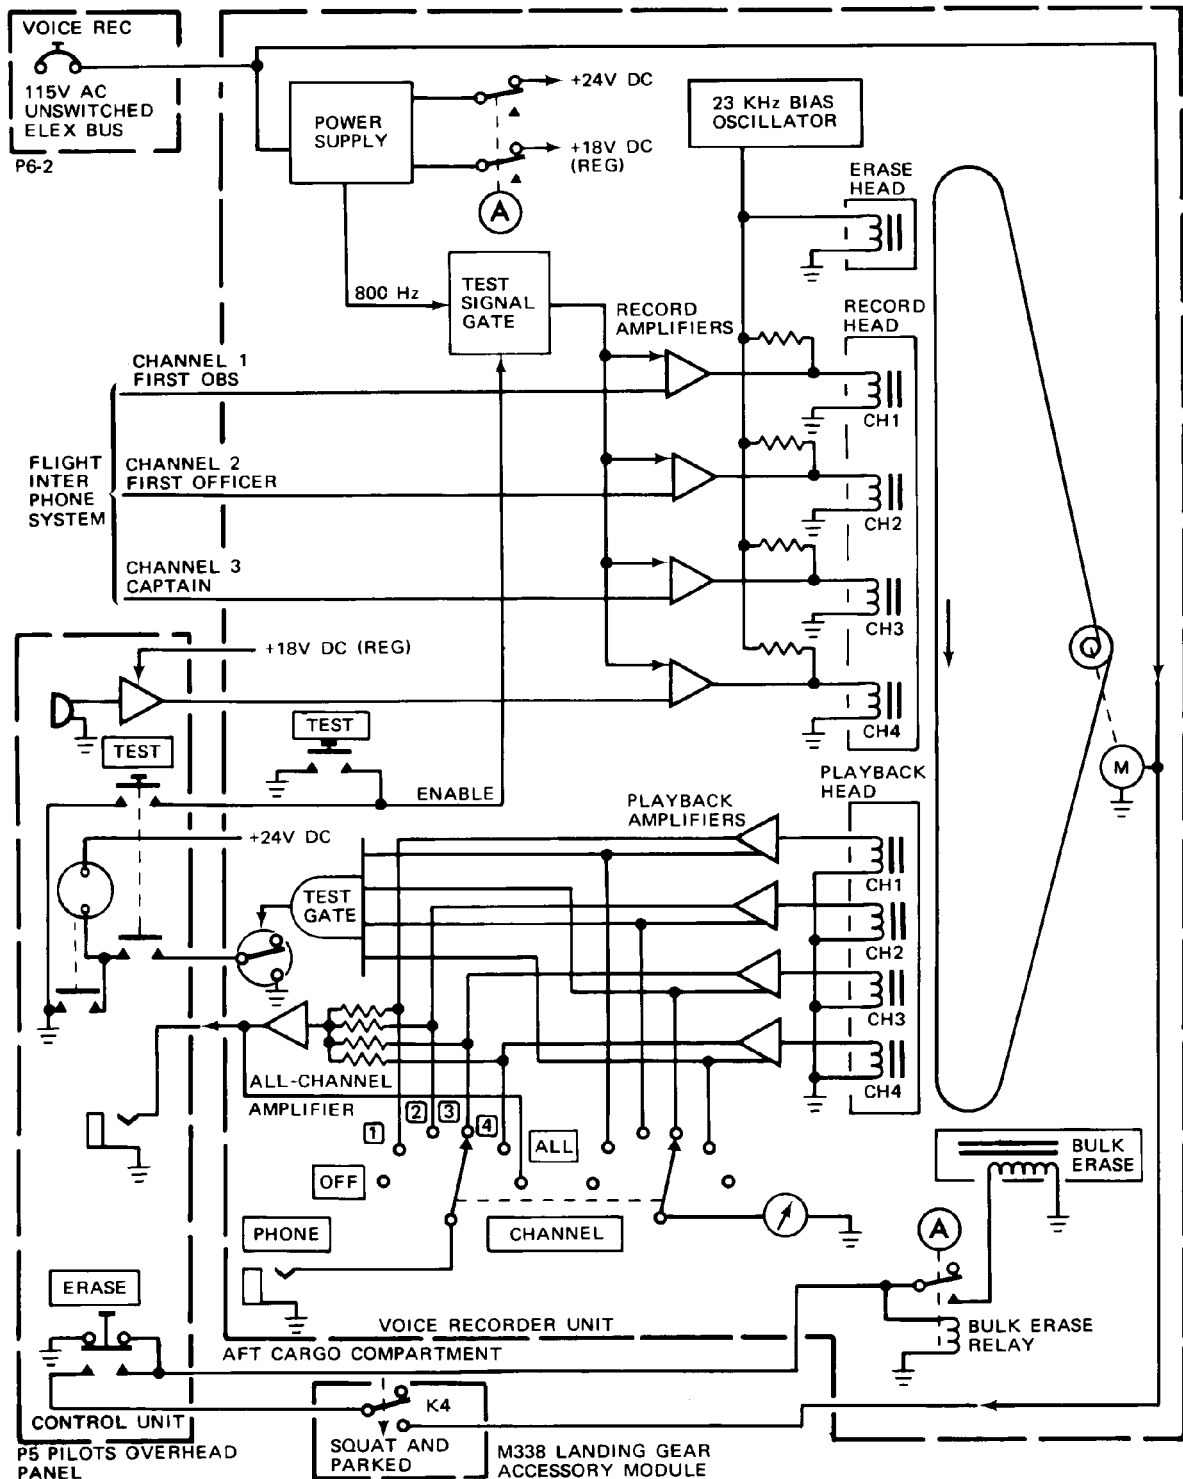 VOICE REC
115V AC
UNSWITCHED
ELEX BUS
P6-2
POWER
SUPPLY
+24V DC
+18V DC
(REG)
A
23 KHz BIAS
OSCILLATOR
ERASE
HEAD
800 Hz
TEST
SIGNAL
GATE
RECORD
AMPLIFIERS
RECORD
HEAD
CHANNEL 1
FIRST OBS
CH1
FLIGHT
INTER
PHONE
SYSTEM
CHANNEL 2
FIRST OFFICER
CH2
CHANNEL 3
CAPTAIN
CH3
+18V DC (REG)
CH4
TEST
TEST
ENABLE
M
PLAYBACK
HEAD
PLAYBACK
AMPLIFIERS
+24V DC
TEST
GATE
CH1
CH2
CH3
CH4
ALL-CHANNEL
AMPLIFIER
1
2
3
4
ALL
OFF
BULK
ERASE
PHONE
CHANNEL
A
ERASE
VOICE RECORDER UNIT
BULK ERASE
RELAY
AFT CARGO COMPARTMENT
K4
CONTROL UNIT
SQUAT AND
PARKED
P5 PILOTS OVERHEAD
PANEL
M338 LANDING GEAR
ACCESSORY MODULE